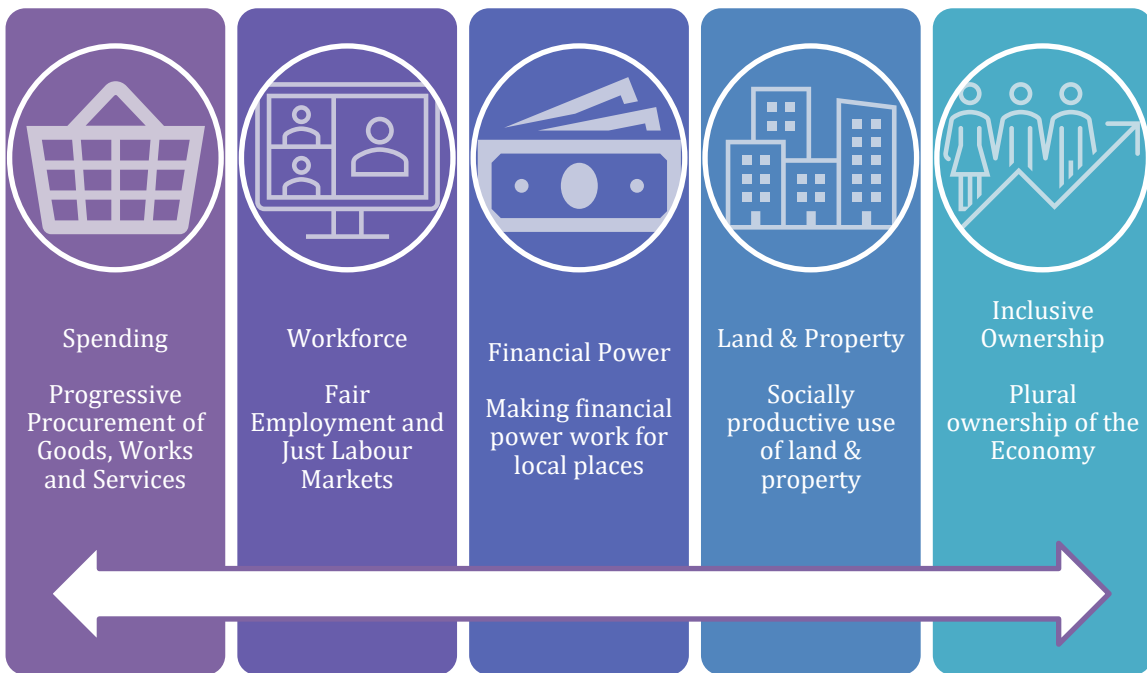 Spending
Progressive
Procurement of
Goods, Works
and Services
Workforce
Fair
Employment and
Just Labour
Markets
Financial Power
Making financial
power work for
local places
Land & Property
Socially
productive use
of land &
property
Inclusive
Ownership
Plural
ownership of the
Economy